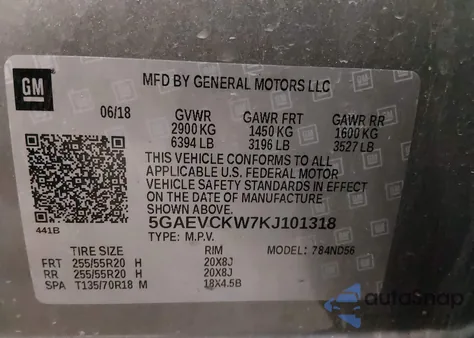 GM
MFD BY GENERAL MOTORS LLC
06/18 GVWR GAWR FRT GAWR RR
2900 KG 1450 KG 1600 KG
6394 LB 3196 LB 3527 LB
THIS VEHICLE CONFORMS TO ALL
APPLICABLE U.S. FEDERAL MOTOR
VEHICLE SAFETY STANDARDS IN EFFECT
ON THE DATE OF MANUFACTURE
SHOWN ABOVE.
441B 5GAEVCKW7KJ101318
TYPE: M.P.V. MODEL: 784ND56
TIRE SIZE RIM
FRT 255/55R20 H 20X8J
RR 255/55R20 H 20X8J
SPA T135/70R18 M 18X4.5B
autoSnap